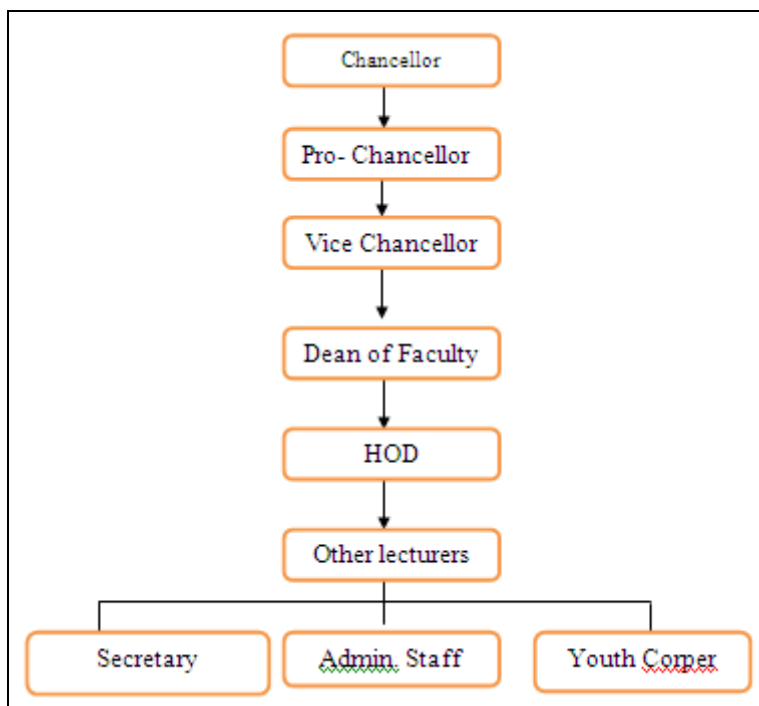 Chancellor
Pro- Chancellor
Vice Chancellor
Dean of Faculty
HOD
Other lecturers
Secretary
Admin. Staff
Youth Corper